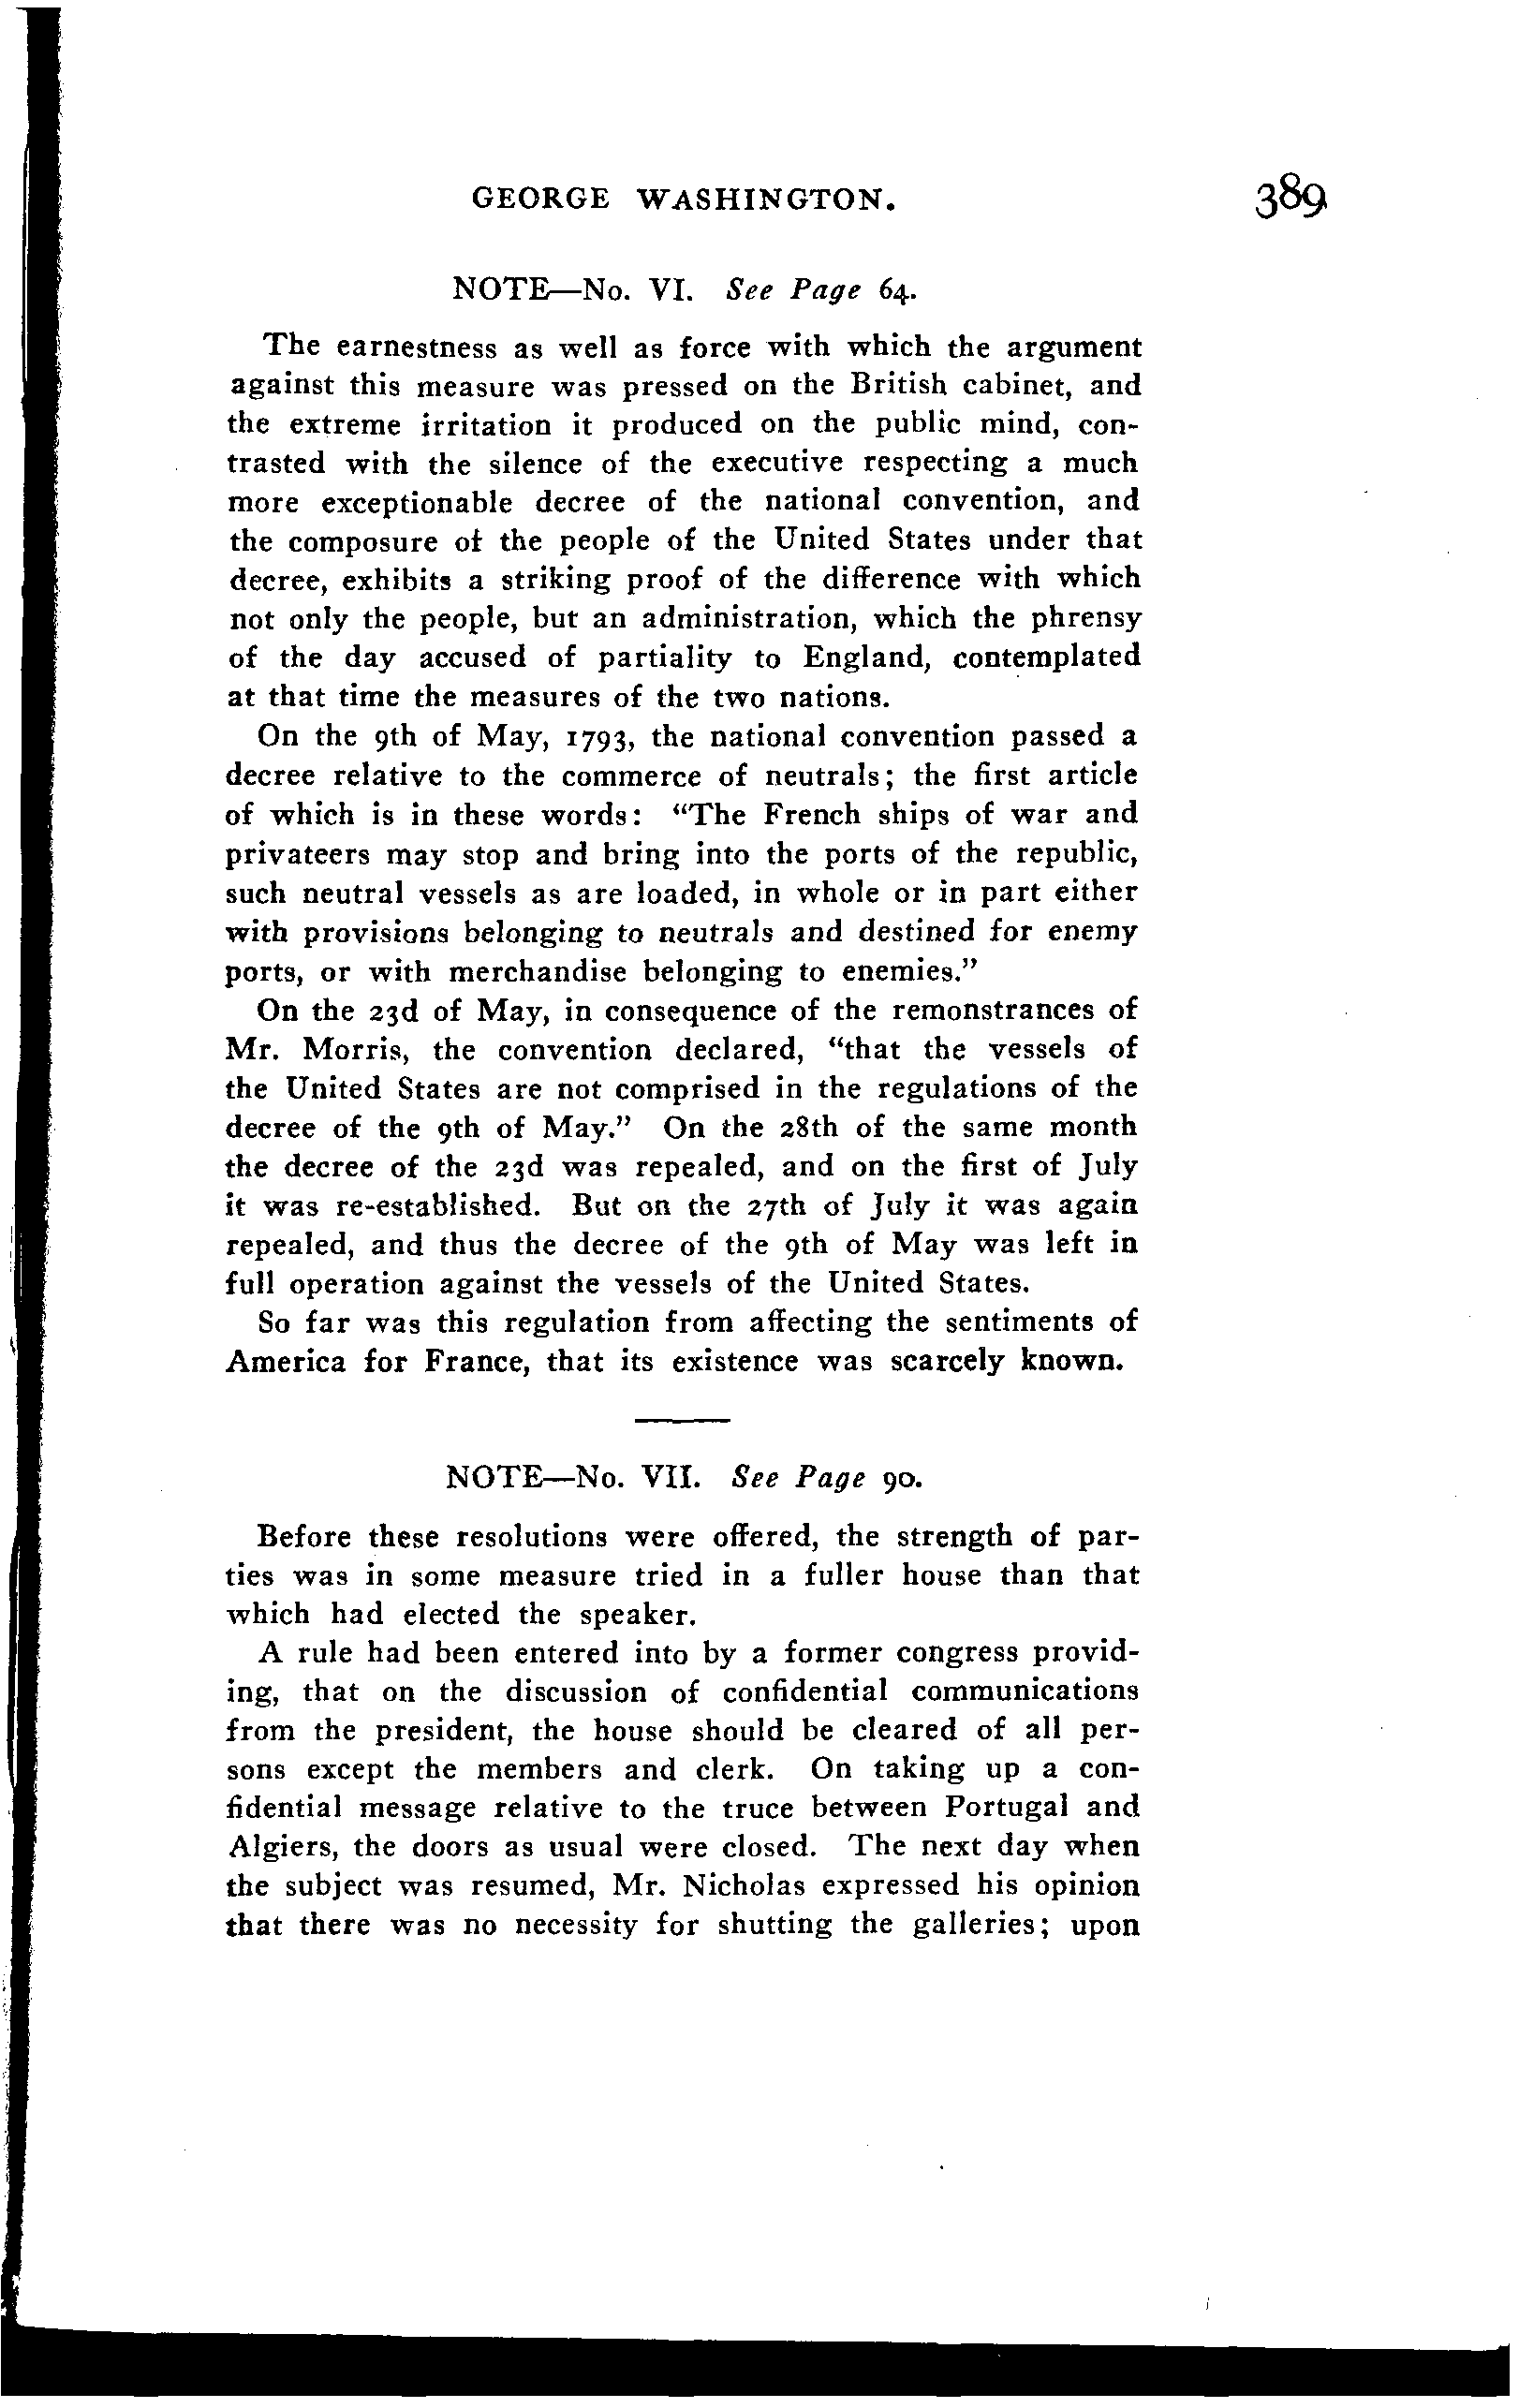 GEORGE WASHINGTON. 389
NOTE—No. VI. See Page 64.
The earnestness as well as force with which the argument
against this measure was pressed on the British cabinet, and
the extreme irritation it produced on the public mind, con-
trasted with the silence of the executive respecting a much
more exceptionable decree of the national convention, and
the composure of the people of the United States under that
decree, exhibits a striking proof of the difference with which
not only the people, but an administration, which the phrensy
of the day accused of partiality to England, contemplated
at that time the measures of the two nations.
On the 9th of May, 1793, the national convention passed a
decree relative to the commerce of neutrals; the first article
of which is in these words: "The French ships of war and
privateers may stop and bring into the ports of the republic,
such neutral vessels as are loaded, in whole or in part either
with provisions belonging to neutrals and destined for enemy
ports, or with merchandise belonging to enemies."
On the 23d of May, in consequence of the remonstrances of
Mr. Morris, the convention declared, "that the vessels of
the United States are not comprised in the regulations of the
decree of the 9th of May." On the 28th of the same month
the decree of the 23d was repealed, and on the first of July
it was re-established. But on the 27th of July it was again
repealed, and thus the decree of the 9th of May was left in
full operation against the vessels of the United States.
So far was this regulation from affecting the sentiments of
America for France, that its existence was scarcely known.
NOTE—No. VII. See Page 90.
Before these resolutions were offered, the strength of par-
ties was in some measure tried in a fuller house than that
which had elected the speaker.
A rule had been entered into by a former congress provid-
ing, that on the discussion of confidential communications
from the president, the house should be cleared of all per-
sons except the members and clerk. On taking up a con-
fidential message relative to the truce between Portugal and
Algiers, the doors as usual were closed. The next day when
the subject was resumed, Mr. Nicholas expressed his opinion
that there was no necessity for shutting the galleries; upon